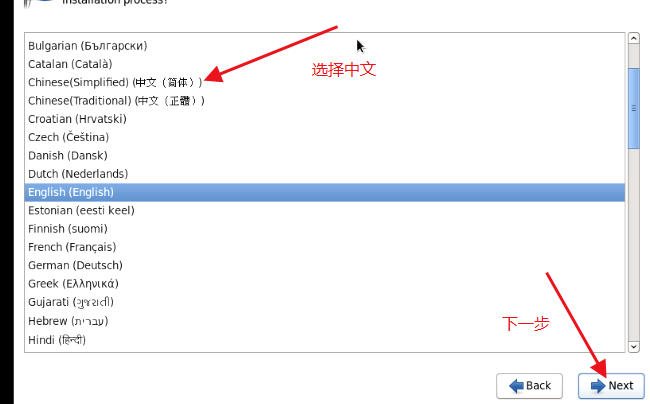 installation process?
Bulgarian (Български)
Catalan (Català)
Chinese(Simplified) (中文（简体）)
选择中文
Chinese(Traditional) (中文（正體）)
Croatian (Hrvatski)
Czech (Čeština)
Danish (Dansk)
Dutch (Nederlands)
English (English)
Estonian (eesti keel)
Finnish (suomi)
French (Français)
German (Deutsch)
Greek (Ελληνικά)
Gujarati (ગુજરાતી)
Hebrew (עברית)
下一步
Hindi (हिन्दी)
Back
Next